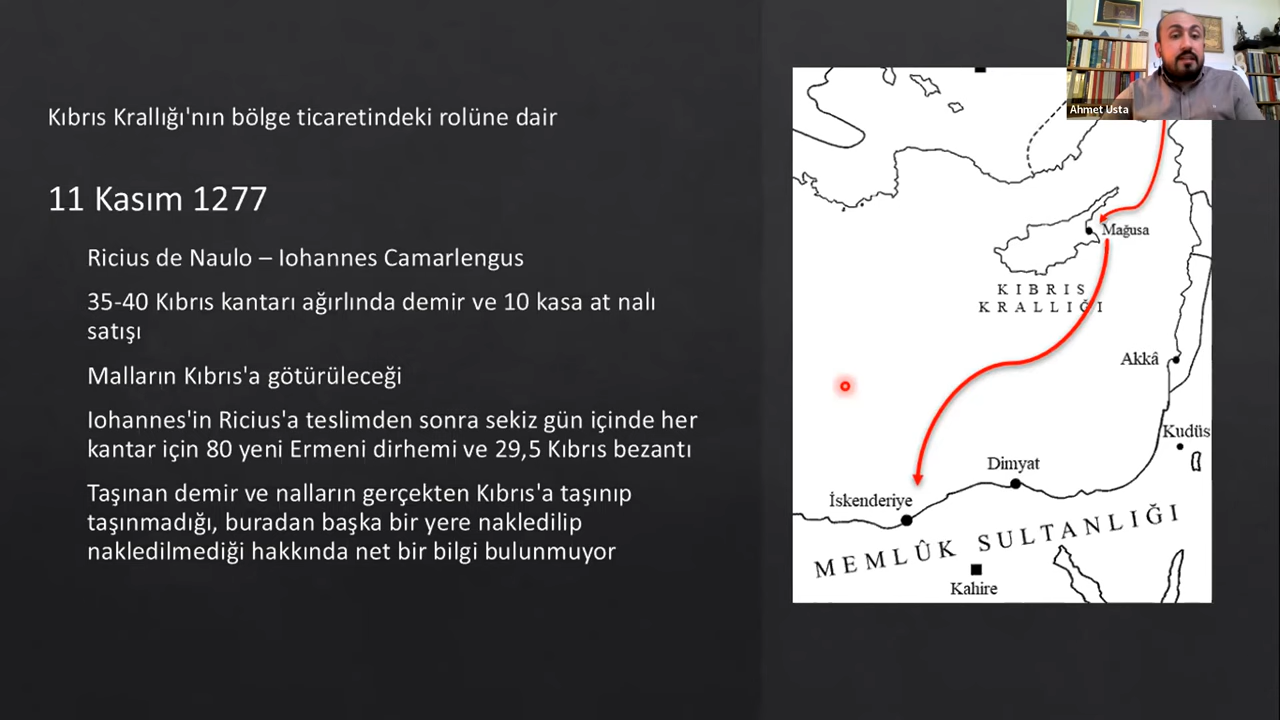 Kıbrıs Krallığı'nın bölge ticaretindeki rolüne dair
11 Kasım 1277
Ricius de Naulo – Iohannes Camarlengus
35-40 Kıbrıs kantarı ağırlında demir ve 10 kasa at nalı
satışı
Malların Kıbrıs'a götürüleceği
Iohannes'in Ricius'a teslimden sonra sekiz gün içinde her
kantar için 80 yeni Ermeni dirhemi ve 29,5 Kıbrıs bezantı
Taşınan demir ve nalların gerçekten Kıbrıs'a taşınıp
taşınmadığı, buradan başka bir yere nakledilip
nakledilmediği hakkında net bir bilgi bulunmuyor
Ahmet Usta
Mağusa
KIBRIS
KRALLIĞI
Akkâ
Kudüs
Dimyat
İskenderiye
MEMLÛK SULTANLIĞI
Kahire